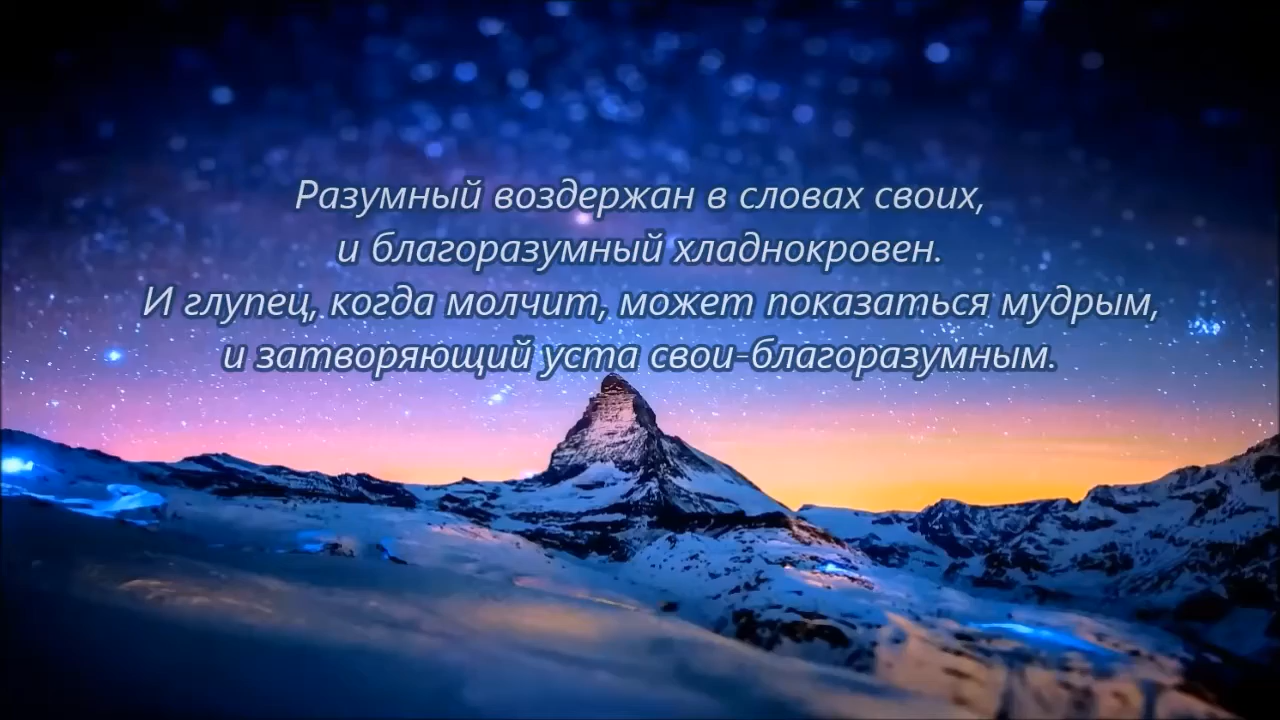 Разумный воздержан в словах своих,
и благоразумный хладнокровен.
И глупец, когда молчит, может показаться мудрым,
и затворяющий уста свои-благоразумным.